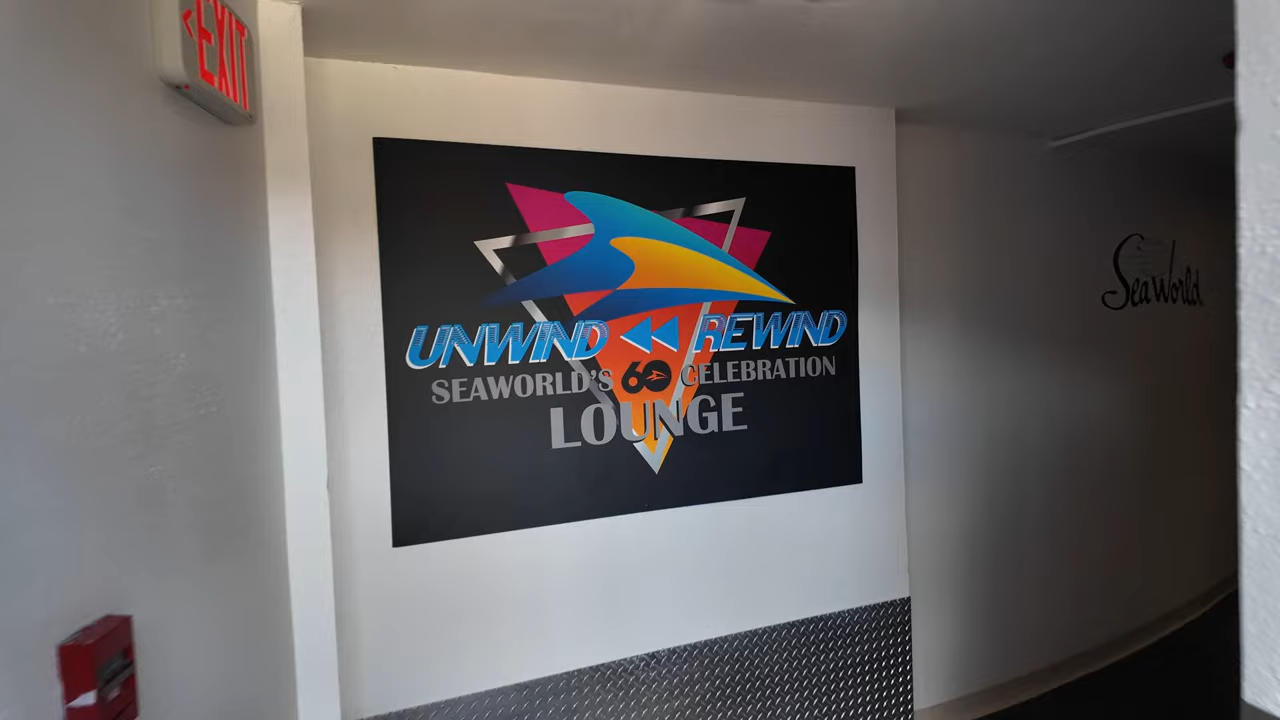 <EXIT
UNWIND REWIND
SEAWORLD'S 60 CELEBRATION
LOUNGE
SeaWorld